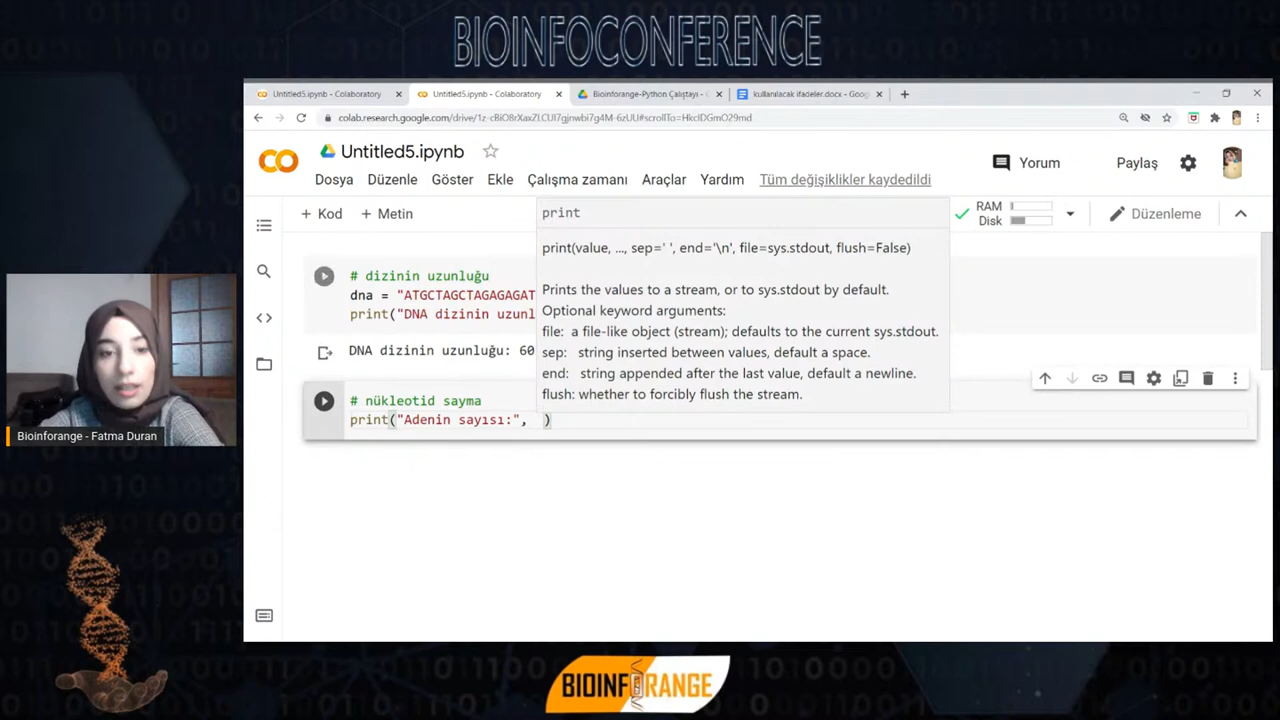 BIOINFOCONFERENCE
Untitled5.ipynb - Colaboratory
Untitled5.ipynb - Colaboratory
Bioinforange-Python Çalıştayı - G
kullanılacak ifadeler.docx - Goog
colab.research.google.com/drive/1z-cBiO8rXaxZLCUI7gjnwbi7g4M-6zUU#scrollTo=HkclDGmO29md
CO
Untitled5.ipynb
Yorum
Paylaş
Dosya Düzenle Göster Ekle Çalışma zamanı Araçlar Yardım Tüm değişiklikler kaydedildi
+ Kod + Metin
RAM
Disk
Düzenleme
print
print(value, ..., sep=' ', end='\n', file=sys.stdout, flush=False)
Prints the values to a stream, or to sys.stdout by default.
Optional keyword arguments:
file: a file-like object (stream); defaults to the current sys.stdout.
sep: string inserted between values, default a space.
end: string appended after the last value, default a newline.
flush: whether to forcibly flush the stream.
# dizinin uzunluğu
dna = "ATGCTAGCTAGAGAGAT
print("DNA dizinin uzunl
DNA dizinin uzunluğu: 60
# nükleotid sayma
print("Adenin sayısı:", )
Bioinforange - Fatma Duran
BIOINFORANGE